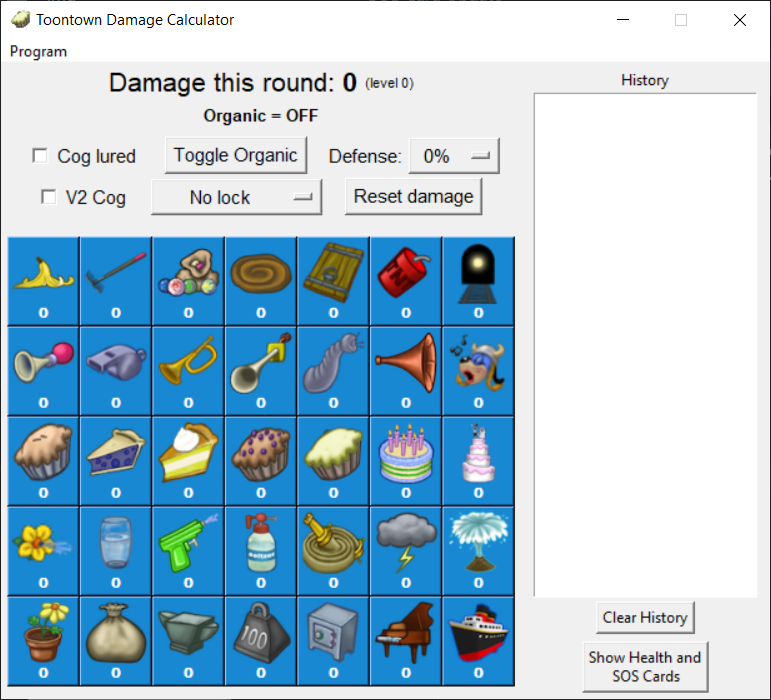 Toontown Damage Calculator
Program
Damage this round: 0 (level 0)
Organic = OFF
Cog lured
Toggle Organic
Defense:
0%
V2 Cog
No lock
Reset damage
0 0 0 0 0 0 0
0 0 0 0 0 0 0
0 0 0 0 0 0 0
0 0 0 0 0 0 0
100
0 0 0 0 0 0 0
History
Clear History
Show Health and
SOS Cards